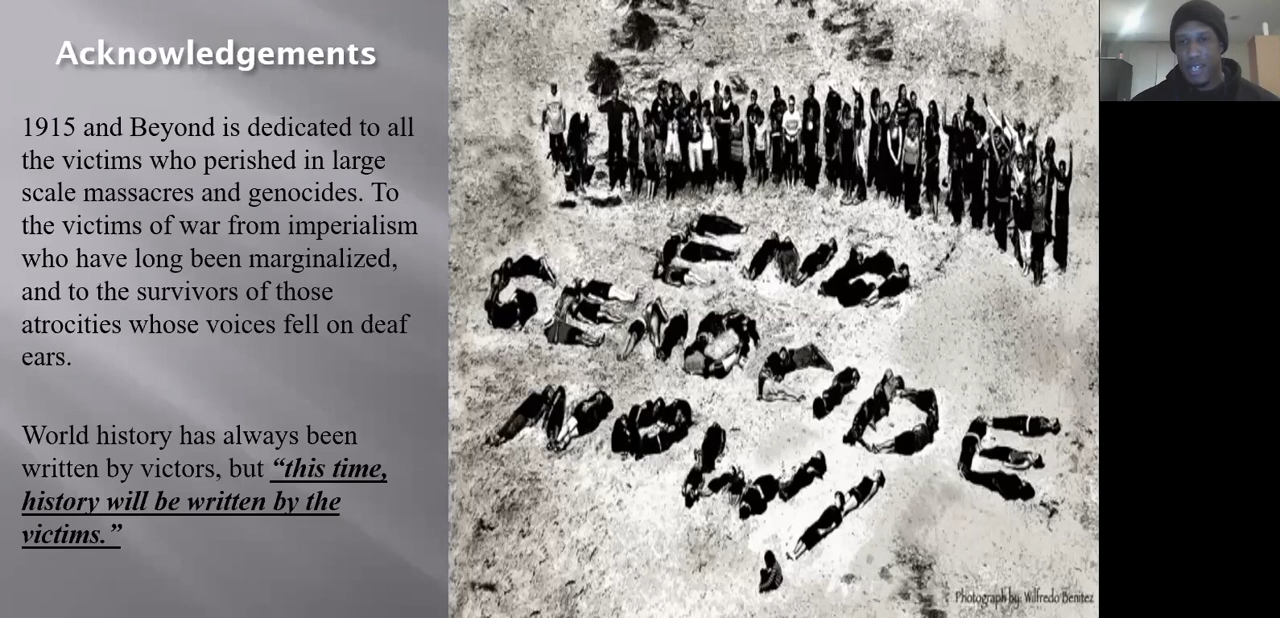 Acknowledgements
1915 and Beyond is dedicated to all
the victims who perished in large
scale massacres and genocides. To
the victims of war from imperialism
who have long been marginalized,
and to the survivors of those
atrocities whose voices fell on deaf
ears.
World history has always been
written by victors, but “this time,
history will be written by the
victims.”
END
GENOCIDE
NOW!
Photograph by: Wilfredo Benitez